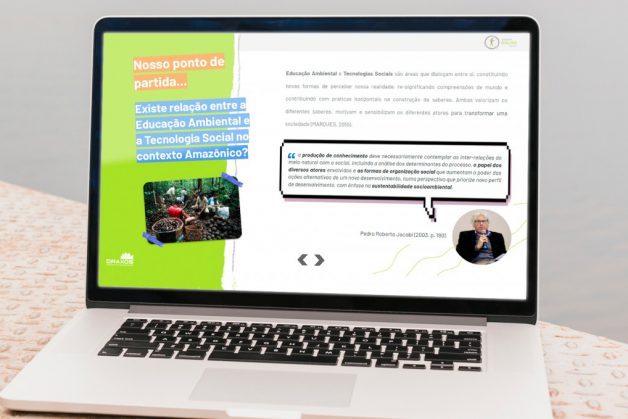 Nosso ponto de
partida...
Existe relação entre a
Educação Ambiental e
a Tecnologia Social no
contexto Amazônico?
Educação Ambiental e Tecnologias Sociais são áreas que dialogam entre si, constituindo
novas formas de perceber nossa realidade, re-significando compreensões de mundo e
contribuindo com práticas horizontais na construção de saberes. Ambas valorizam os
diferentes saberes, motivam e sensibilizam os diferentes atores para transformar uma
sociedade (MARQUES, 2005).
a produção de conhecimento deve necessariamente contemplar as inter-relações do
meio natural com o social, incluindo a análise dos determinantes do processo, o papel dos
diversos atores envolvidos e as formas de organização social que aumentam o poder das
ações alternativas de um novo desenvolvimento, numa perspectiva que priorize novo perfil
de desenvolvimento, com ênfase na sustentabilidade socioambiental.
Pedro Roberto Jacobi (2003, p. 190).